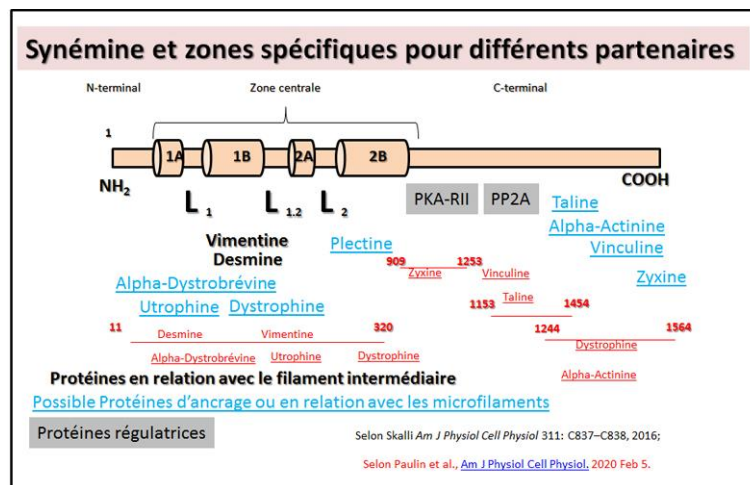 Synémine et zones spécifiques pour différents partenaires
N-terminal Zone centrale C-terminal
1
1A 1B 2A 2B
NH2 COOH
L 1 L 1.2 L 2
PKA-RII PP2A Taline
Alpha-Actinine
Vimentine Plectine Vinculine
Desmine 909 1253
Zyxine Vinculine Zyxine
Alpha-Dystrobrévine
Utrophine Dystrophine
Taline
1153 1454
11 320 1244 1564
Desmine Vimentine Dystrophine
Alpha-Dystrobrévine Utrophine Dystrophine
Alpha-Actinine
Protéines en relation avec le filament intermédiaire
Possible Protéines d'ancrage ou en relation avec les microfilaments
Protéines régulatrices
Selon Skalli Am J Physiol Cell Physiol 311: C837–C838, 2016;
Selon Paulin et al., Am J Physiol Cell Physiol. 2020 Feb 5.